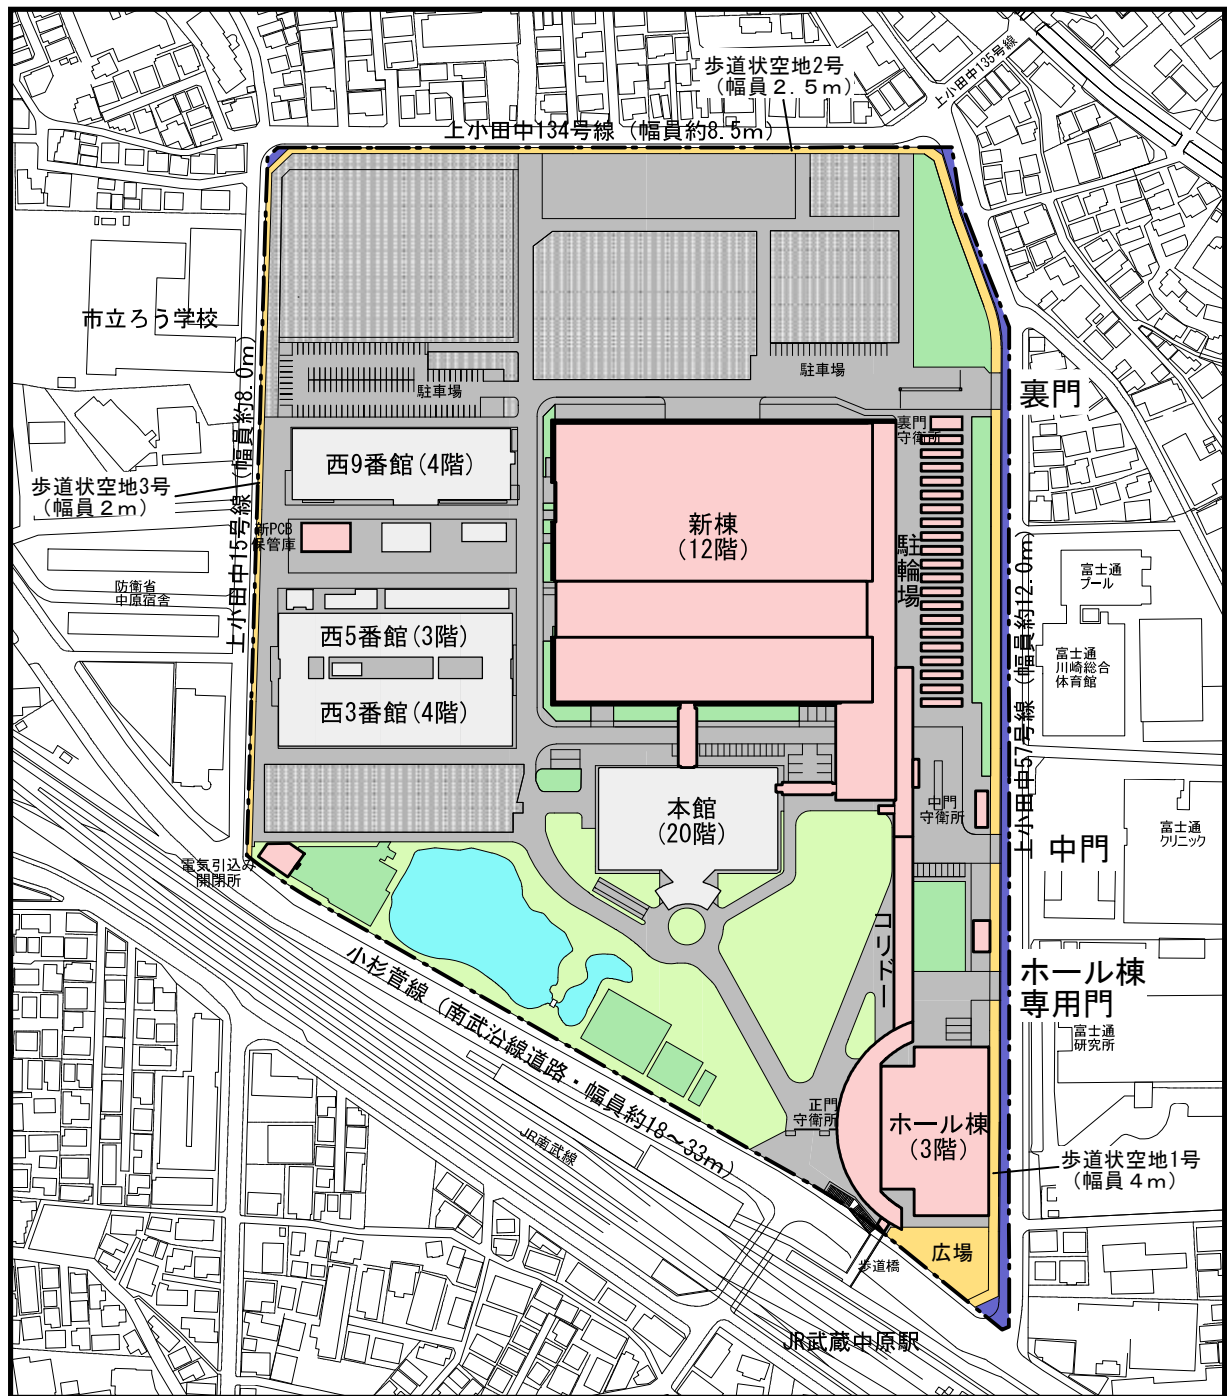 歩道状空地2号
(幅員2.5m)
上小田中135号線
上小田中134号線 (幅員約8.5m)
市立ろう学校
駐車場
駐車場
裏門
裏門
守衛所
西9番館(4階)
歩道状空地3号
(幅員2m)
上小田中15号線 (幅員約8.0m)
新PCB
保管庫
新棟
(12階)
駐輪場
防衛省
中原宿舎
富士通
プール
西5番館(3階)
富士通
川崎総合
体育館
西3番館(4階)
上小田中57号線 (幅員約12.0m)
本館
(20階)
中門
守衛所
中門
富士通
クリニック
電気引込み
開閉所
コリドー
小杉菅線 (南武沿線道路・幅員約18〜33m)
ホール棟
専用門
富士通
研究所
正門
守衛所
ホール棟
(3階)
JR南武線
歩道状空地1号
(幅員4m)
広場
歩道橋
JR武蔵中原駅